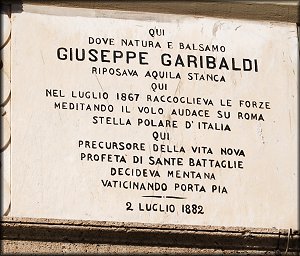 QUI
DOVE NATURA È BALSAMO
GIUSEPPE GARIBALDI
RIPOSAVA AQUILA STANCA
QUI
NEL LUGLIO 1867 RACCOGLIEVA LE FORZE
MEDITANDO IL VOLO AUDACE SU ROMA
STELLA POLARE D'ITALIA
QUI
PRECURSORE DELLA VITA NOVA
PROFETA DI SANTE BATTAGLIE
DECIDEVA MENTANA
VATICINANDO PORTA PIA
2 LUGLIO 1882